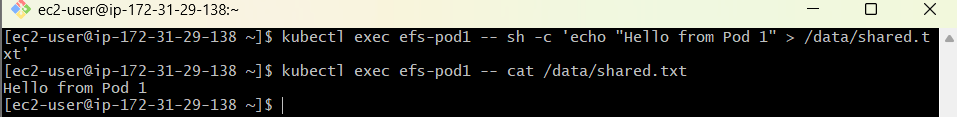 ec2-user@ip-172-31-29-138:~
[ec2-user@ip-172-31-29-138 ~]$ kubectl exec efs-pod1 -- sh -c 'echo "Hello from Pod 1" > /data/shared.t
xt'
[ec2-user@ip-172-31-29-138 ~]$ kubectl exec efs-pod1 -- cat /data/shared.txt
Hello from Pod 1
[ec2-user@ip-172-31-29-138 ~]$